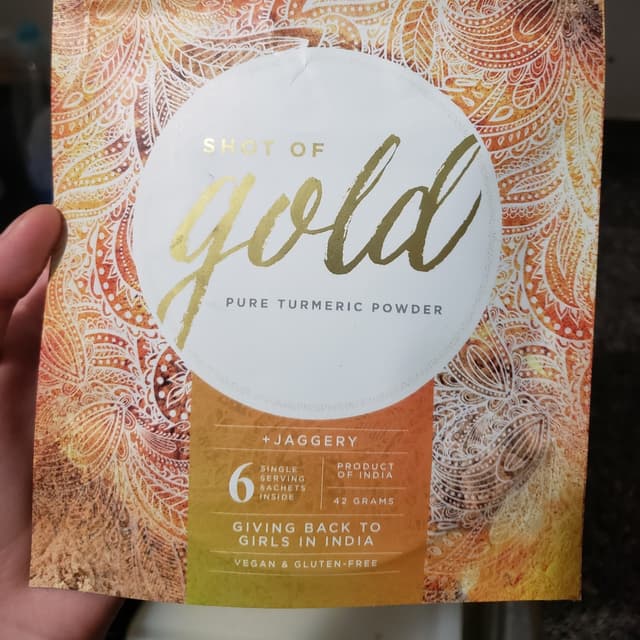 SHOT OF
gold
PURE TURMERIC POWDER
+JAGGERY
6
SINGLE
SERVING
SACHETS
INSIDE
PRODUCT
OF INDIA
42 GRAMS
GIVING BACK TO
GIRLS IN INDIA
VEGAN & GLUTEN-FREE